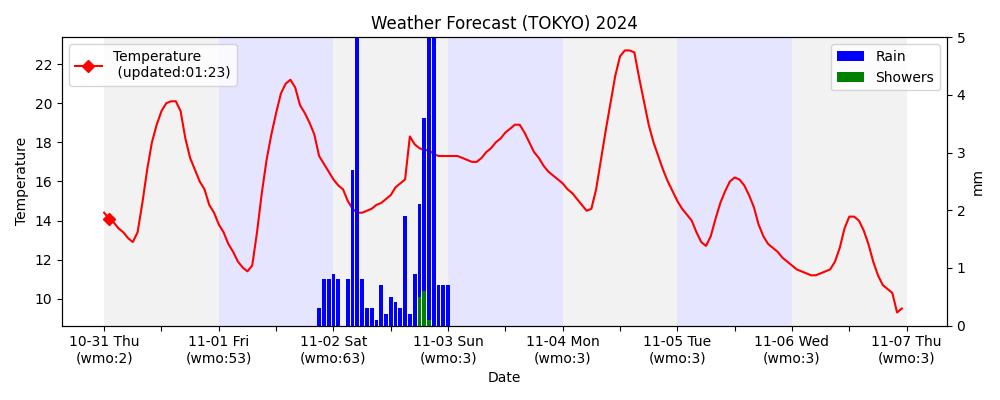 Weather Forecast (TOKYO) 2024
Temperature
(updated:01:23)
Rain
Showers
Temperature
22
20
18
16
14
12
10
5
4
3
2
1
0
mm
10-31 Thu
(wmo:2)
11-01 Fri
(wmo:53)
11-02 Sat
(wmo:63)
11-03 Sun
(wmo:3)
11-04 Mon
(wmo:3)
11-05 Tue
(wmo:3)
11-06 Wed
(wmo:3)
11-07 Thu
(wmo:3)
Date